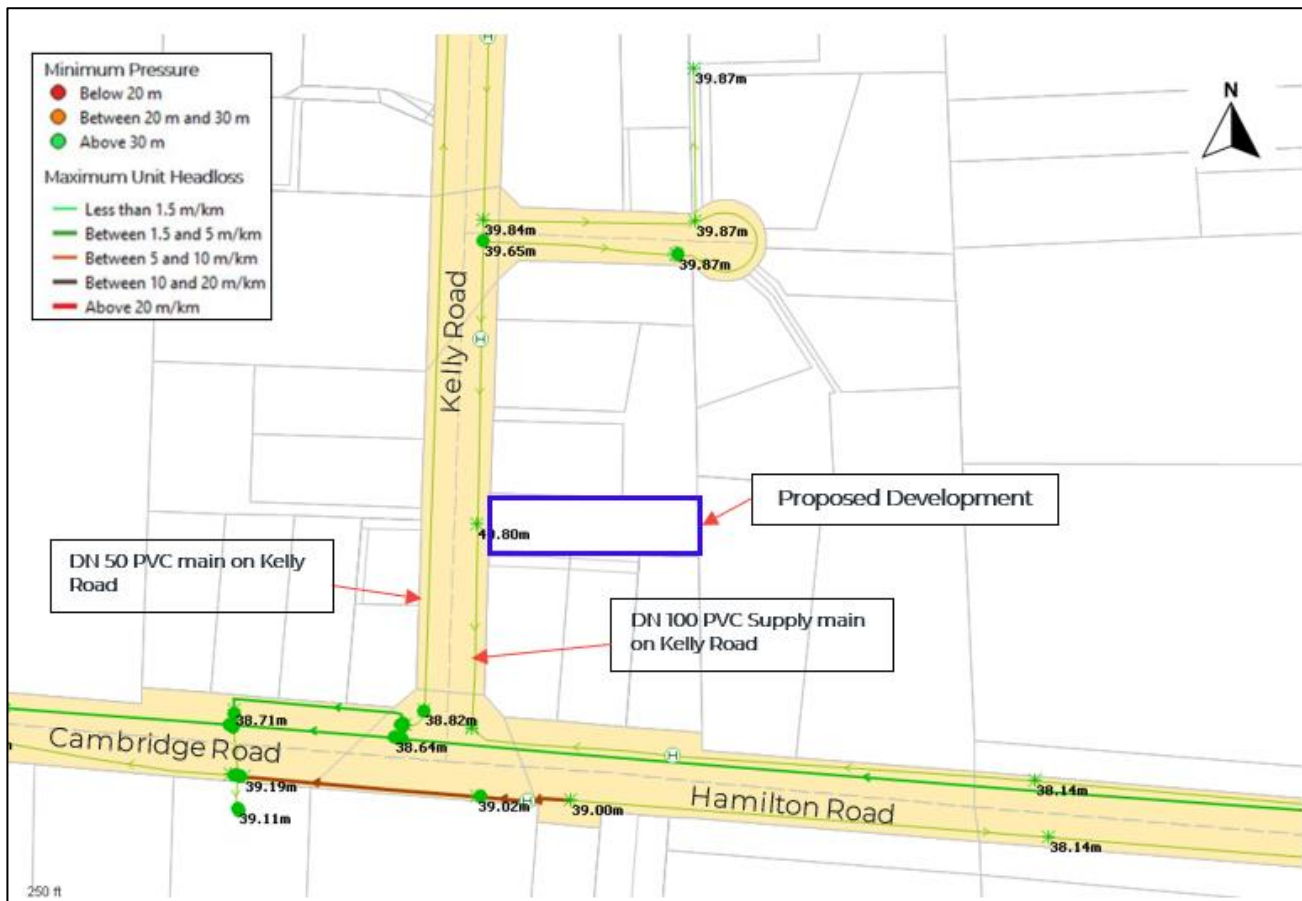 Minimum Pressure
Below 20 m
Between 20 m and 30 m
Above 30 m
Maximum Unit Headloss
Less than 1.5 m/km
Between 1.5 and 5 m/km
Between 5 and 10 m/km
Between 10 and 20 m/km
Above 20 m/km
H
39.87m
N
39.84m
39.87m
39.65m
39.87m
H
Kelly Road
Proposed Development
DN 50 PVC main on Kelly
Road
DN 100 PVC Supply main
on Kelly Road
38.71m
38.82m
Cambridge Road
38.64m
H
39.19m
39.02m
H
39.00m
Hamilton Road
38.14m
39.11m
38.14m
250 ft